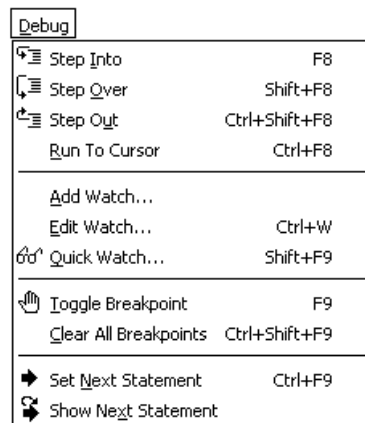 Debug
Step Into F8
Step Over Shift+F8
Step Out Ctrl+Shift+F8
Run To Cursor Ctrl+F8
Add Watch...
Edit Watch... Ctrl+W
Quick Watch... Shift+F9
Toggle Breakpoint F9
Clear All Breakpoints Ctrl+Shift+F9
Set Next Statement Ctrl+F9
Show Next Statement